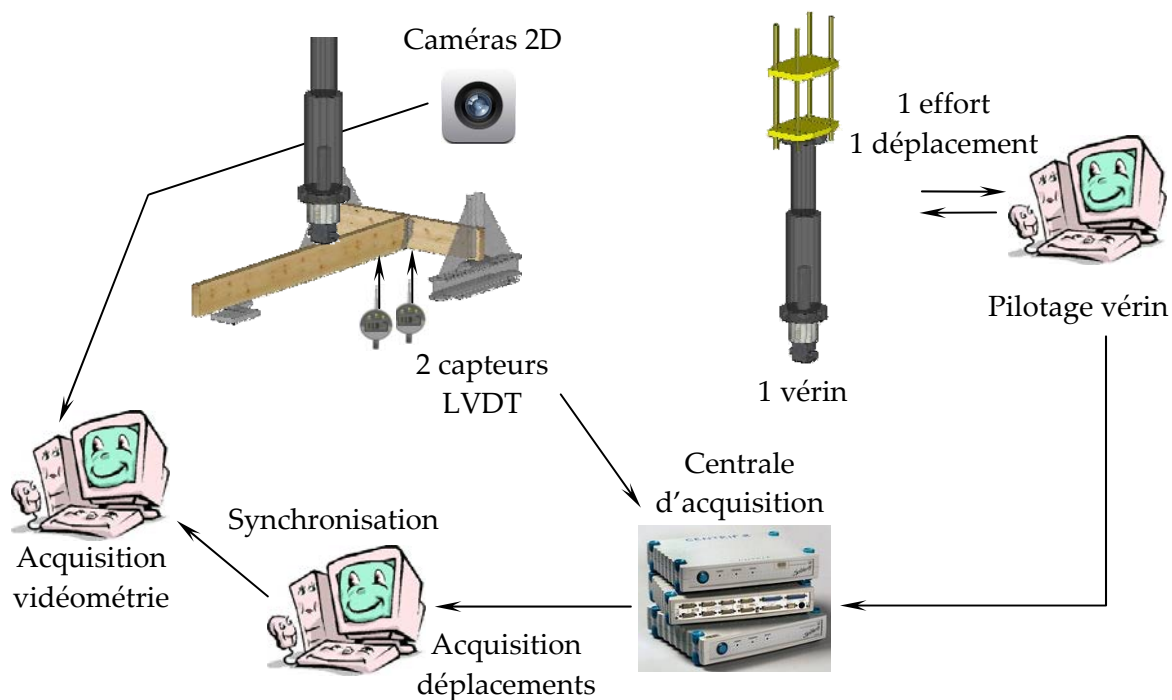 Caméras 2D
1 effort
1 déplacement
Pilotage vérin
2 capteurs
LVDT
1 vérin
Centrale
d’acquisition
Synchronisation
Acquisition
vidéométrie
Acquisition
déplacements